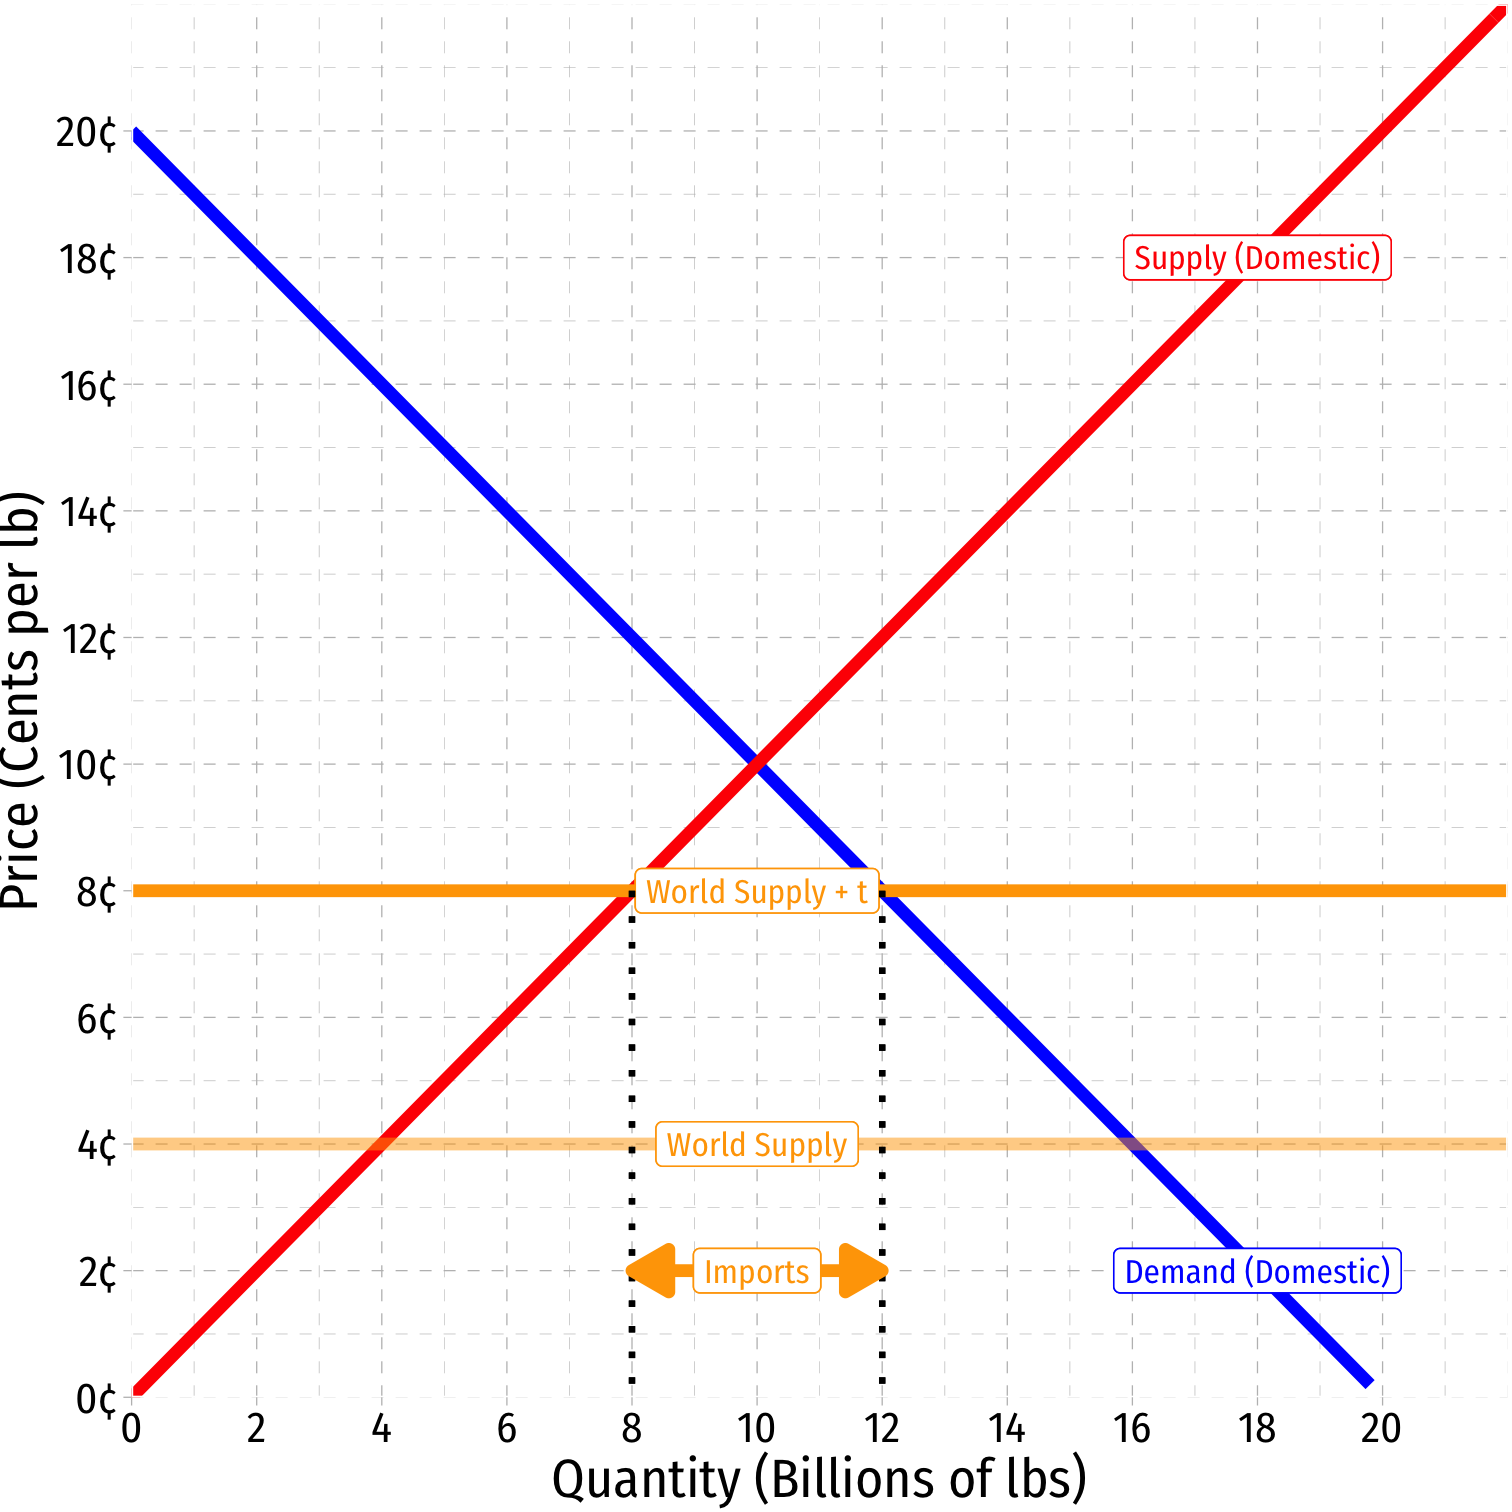 20¢
18¢
16¢
14¢
12¢
10¢
8¢
6¢
4¢
2¢
0¢
Price (Cents per lb)
Supply (Domestic)
World Supply + t
World Supply
Imports
Demand (Domestic)
0 2 4 6 8 10 12 14 16 18 20
Quantity (Billions of lbs)